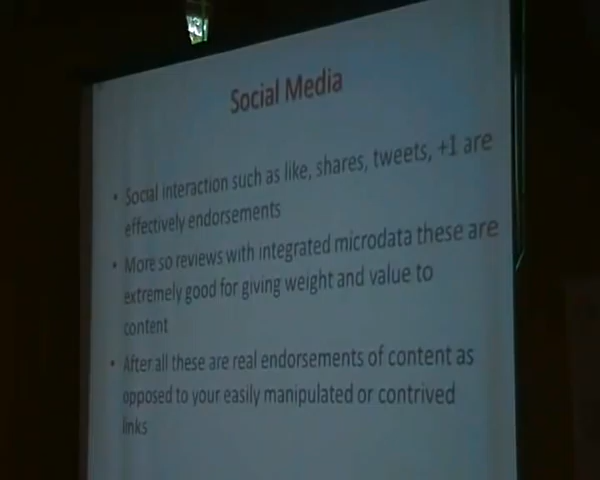 Social Media
• Social interaction such as like, shares, tweets, +1 are
effectively endorsements
• More so reviews with integrated microdata these are
extremely good for giving weight and value to
content
• After all these are real endorsements of content as
opposed to your easily manipulated or contrived
links